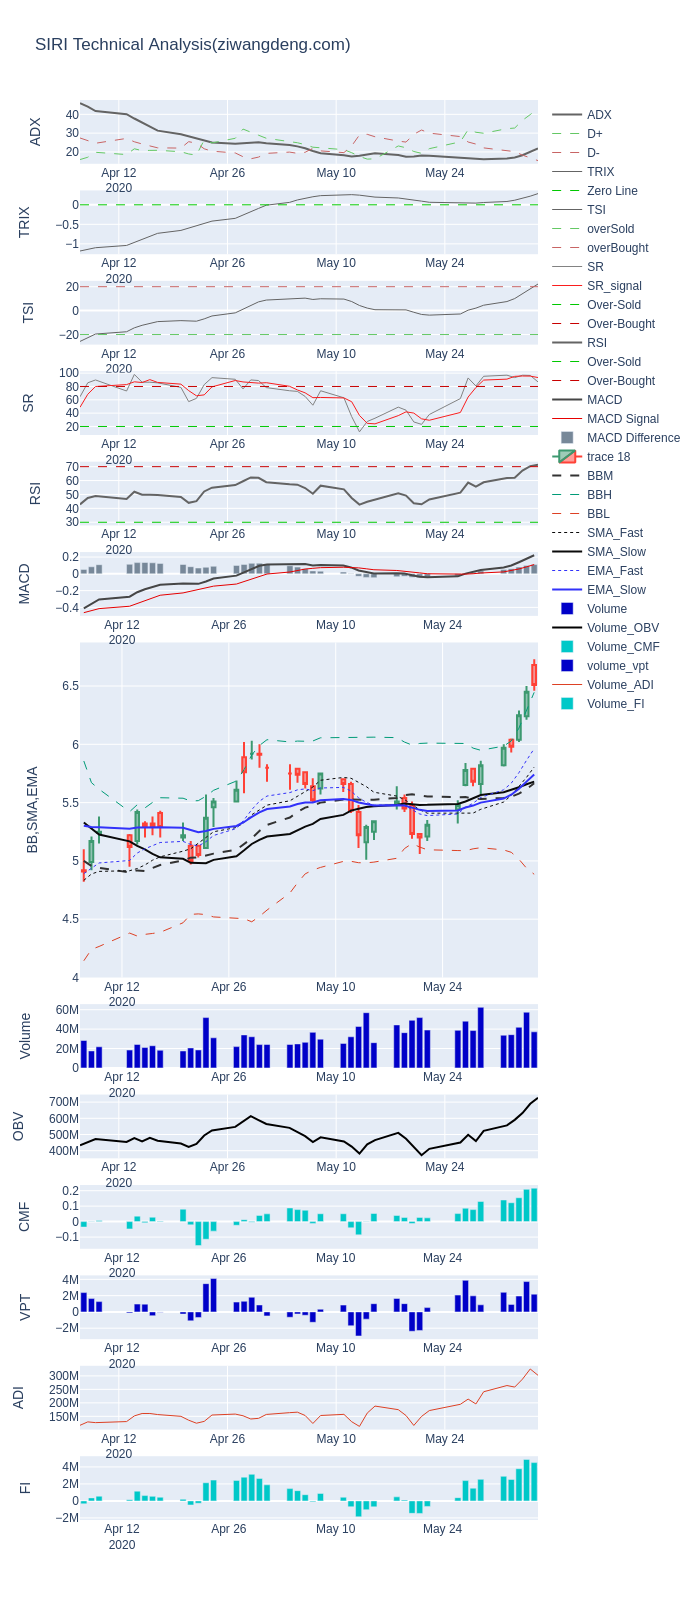 SIRI Technical Analysis(ziwangdeng.com)
ADX
40
30
20
Apr 12
2020
Apr 26
May 10
May 24
TRIX
0
−0.5
−1
Apr 12
2020
Apr 26
May 10
May 24
TSI
20
0
−20
Apr 12
2020
Apr 26
May 10
May 24
SR
100
80
60
40
20
Apr 12
2020
Apr 26
May 10
May 24
RSI
70
60
50
40
30
Apr 12
2020
Apr 26
May 10
May 24
MACD
0.2
0
−0.2
−0.4
Apr 12
2020
Apr 26
May 10
May 24
BB,SMA,EMA
6.5
6
5.5
5
4.5
4
Apr 12
2020
Apr 26
May 10
May 24
Volume
60M
40M
20M
0
Apr 12
2020
Apr 26
May 10
May 24
OBV
700M
600M
500M
400M
Apr 12
2020
Apr 26
May 10
May 24
CMF
0.2
0.1
0
−0.1
Apr 12
2020
Apr 26
May 10
May 24
VPT
4M
2M
0
−2M
Apr 12
2020
Apr 26
May 10
May 24
ADI
300M
250M
200M
150M
Apr 12
2020
Apr 26
May 10
May 24
FI
4M
2M
0
−2M
Apr 12
2020
Apr 26
May 10
May 24
ADX
D+
D-
TRIX
Zero Line
TSI
overSold
overBought
SR
SR_signal
Over-Sold
Over-Bought
RSI
Over-Sold
Over-Bought
MACD
MACD Signal
MACD Difference
trace 18
BBM
BBH
BBL
SMA_Fast
SMA_Slow
EMA_Fast
EMA_Slow
Volume
Volume_OBV
Volume_CMF
volume_vpt
Volume_ADI
Volume_FI